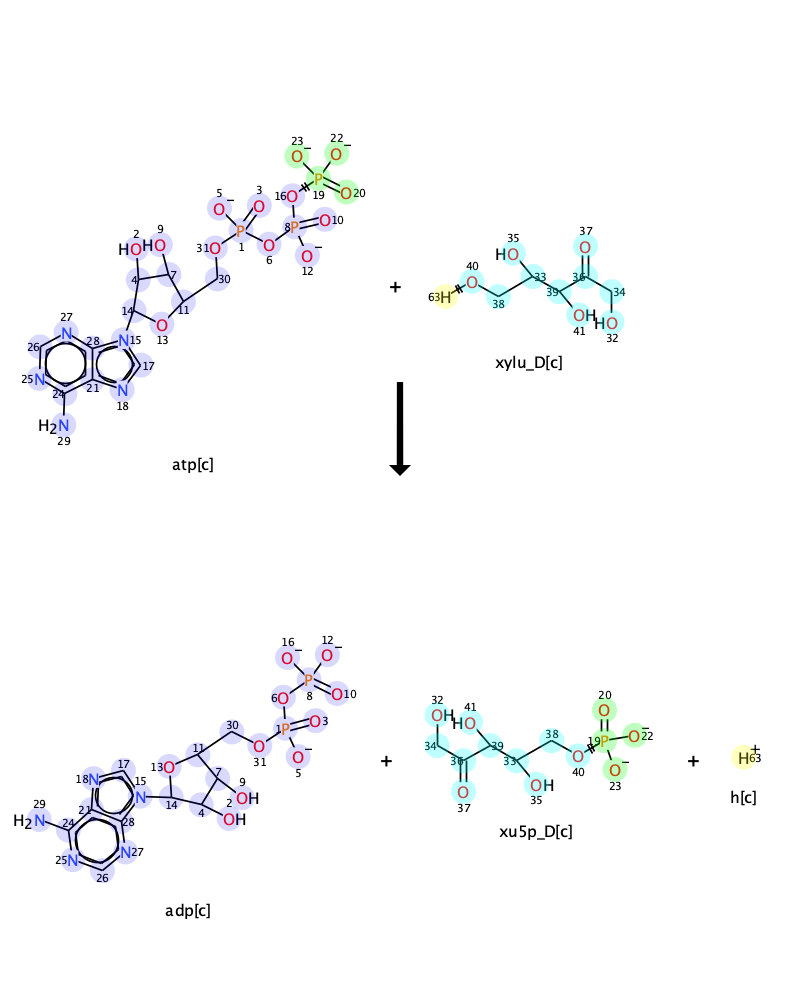 23 22
O − O −
5 3 16 P 20
O − O O 19 O
2 9 31 P 8 10
HO HO O 1 O P O
4 7 30 6 O −
14 11 12
27 O
N 28 N 15 13
26 17
25 N N
24 21 18
H₂N
29
atp[c]
+
37
35 O
40 HO 36
63 H O 33 34
38 39 OH HO
41 32
xylu_D[c]
16 12
O − O −
6 P 10
O 8 O
30 1 P O 3
13 11 O O −
O 31 5
17 7 9
18 N 15 OH
29 21 N 14 2
H₂N 24 28 4 OH
25 N N 27
26
adp[c]
+
32 41 20
OH HO 38 O
34 39 19 P O − 22
36 33 O O −
O OH 40 23
37 35
xu5p_D[c]
+
H + 63
h[c]